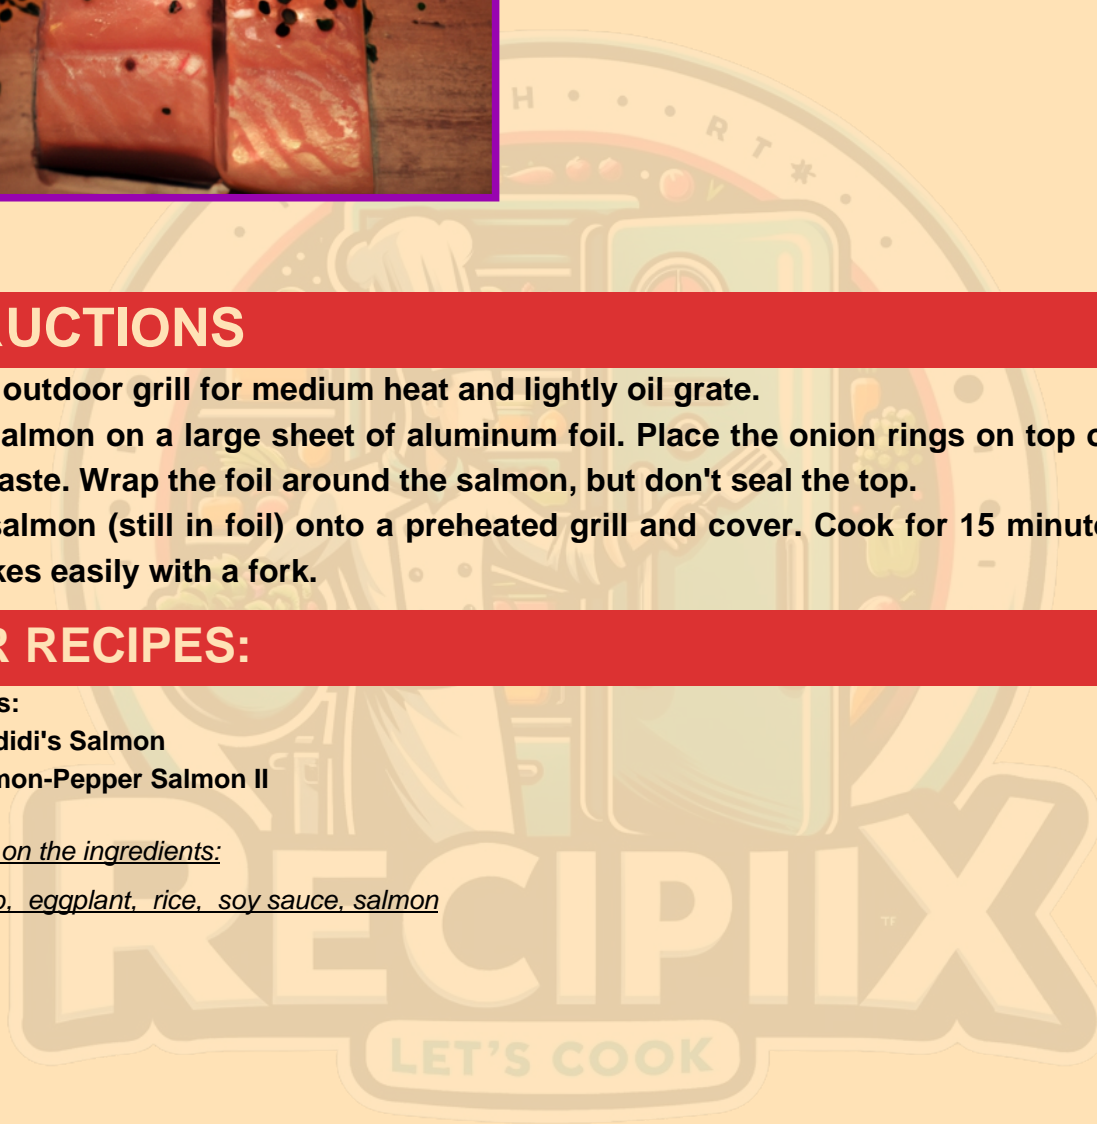 H • • • • R T #
UCTIONS
outdoor grill for medium heat and lightly oil grate.
almon on a large sheet of aluminum foil. Place the onion rings on top
aste. Wrap the foil around the salmon, but don't seal the top.
salmon (still in foil) onto a preheated grill and cover. Cook for 15 minut
kes easily with a fork.
R RECIPES:
s:
didi's Salmon
mon-Pepper Salmon II
on the ingredients:
eggplant, rice, soy sauce, salmon
RECIPIIX
TM
LET'S COOK